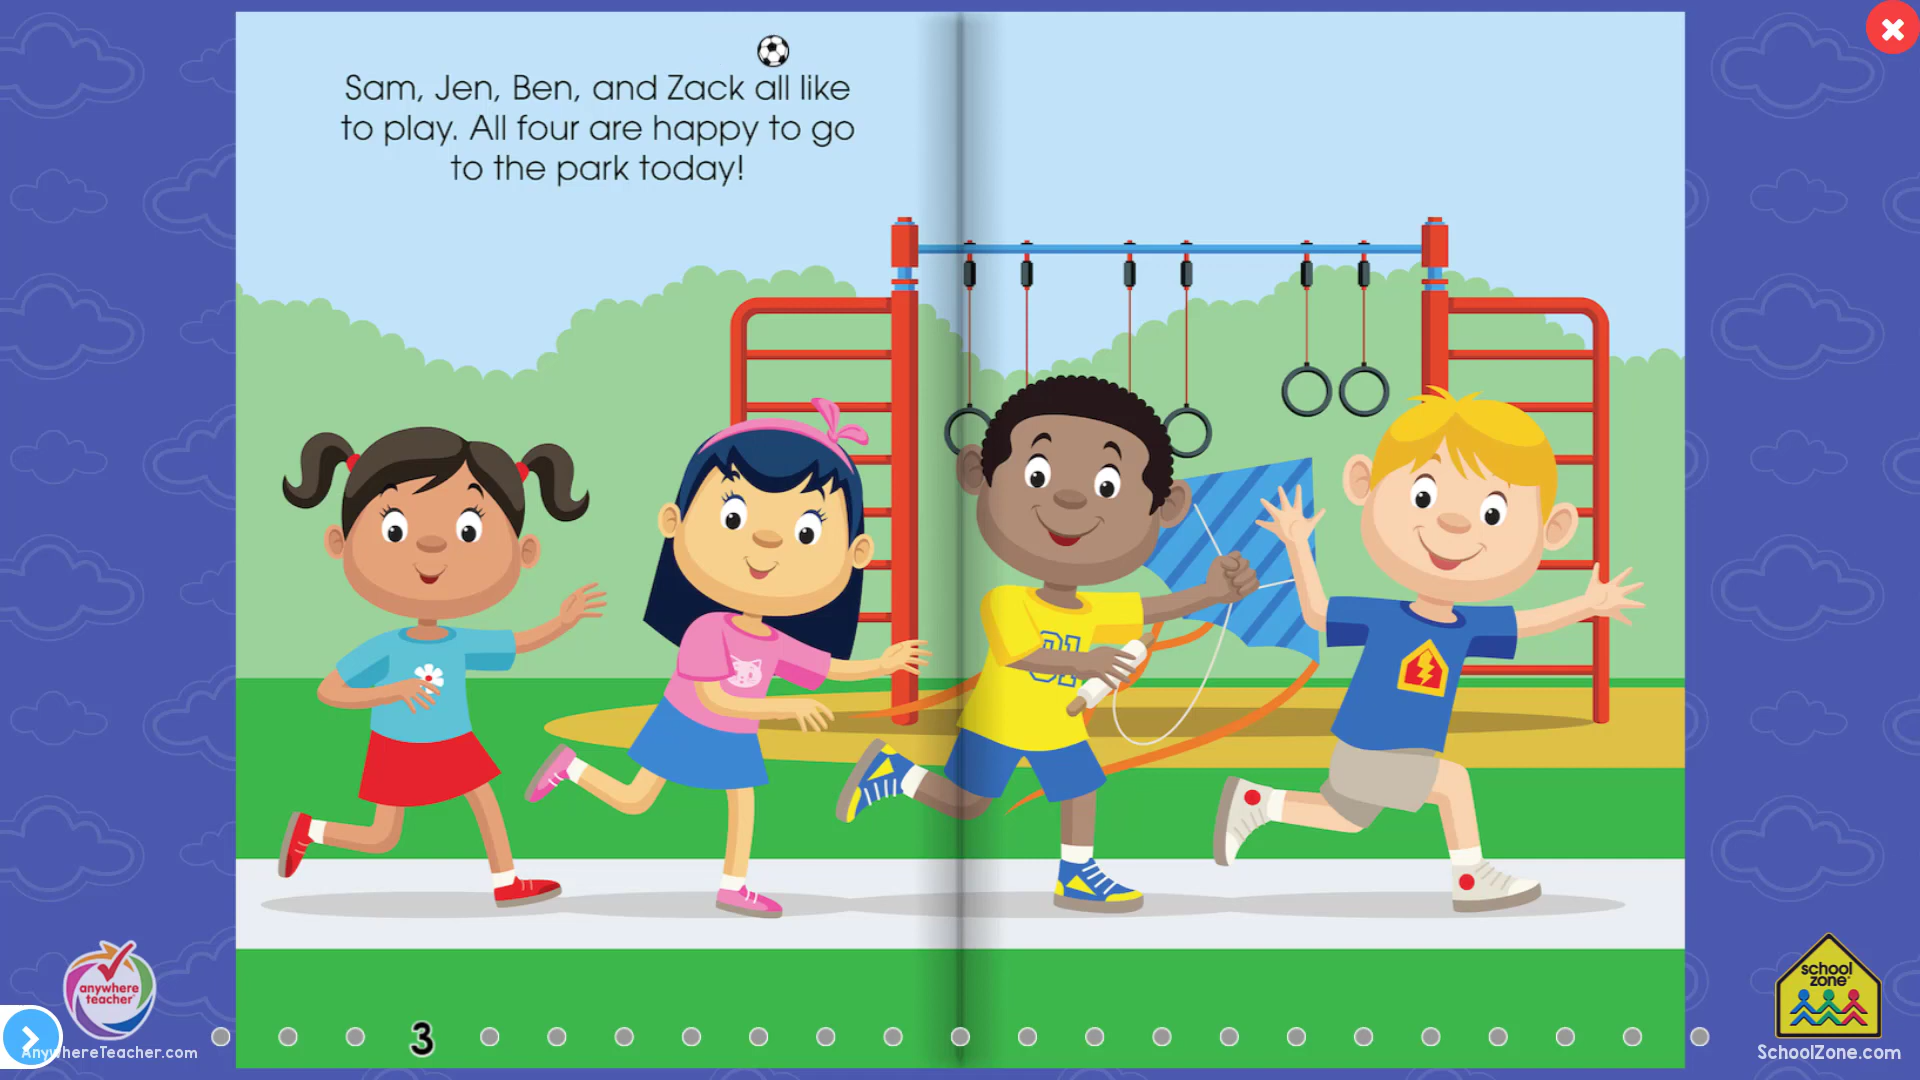 Sam, Jen, Ben, and Zack all like
to play. All four are happy to go
to the park today!
31
anywhere
teacher
3
AnywhereTeacher.com
school
zone
SchoolZone.com